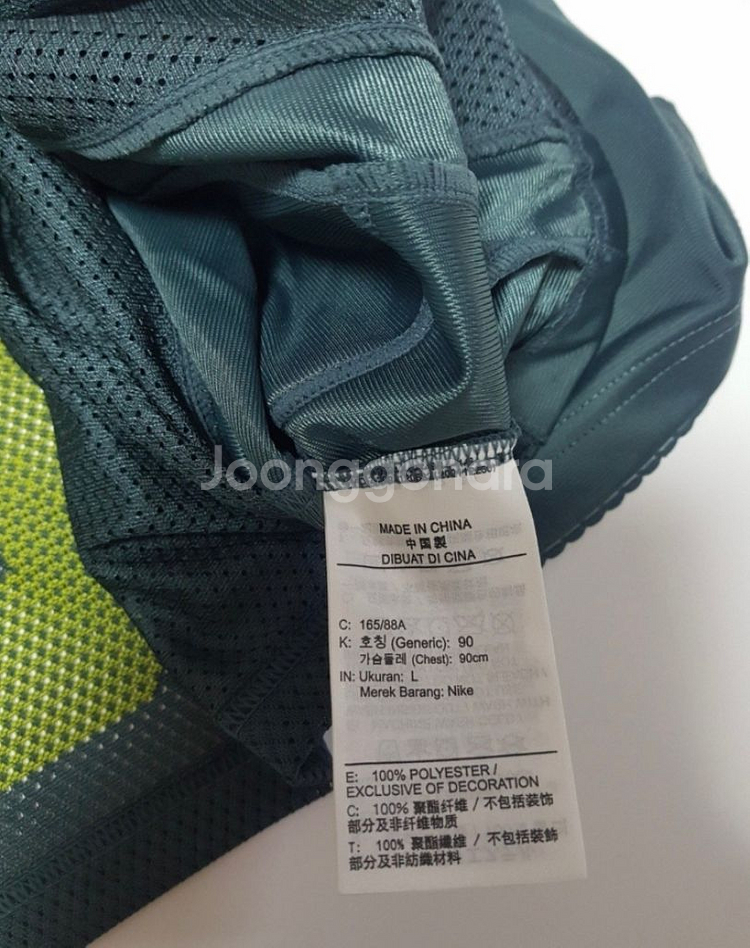 Joonggonara
MADE IN CHINA
中国製
DIBUAT DI CINA
C: 165/88A
K: 호칭 (Generic): 90
가슴둘레 (Chest): 90cm
IN: Ukuran: L
Merek Barang: Nike
E: 100% POLYESTER /
EXCLUSIVE OF DECORATION
C: 100% 聚酯纤维 / 不包括装饰
部分及非纤维物质
T: 100% 聚酯纖維 / 不包括裝飾
部分及非紡織材料